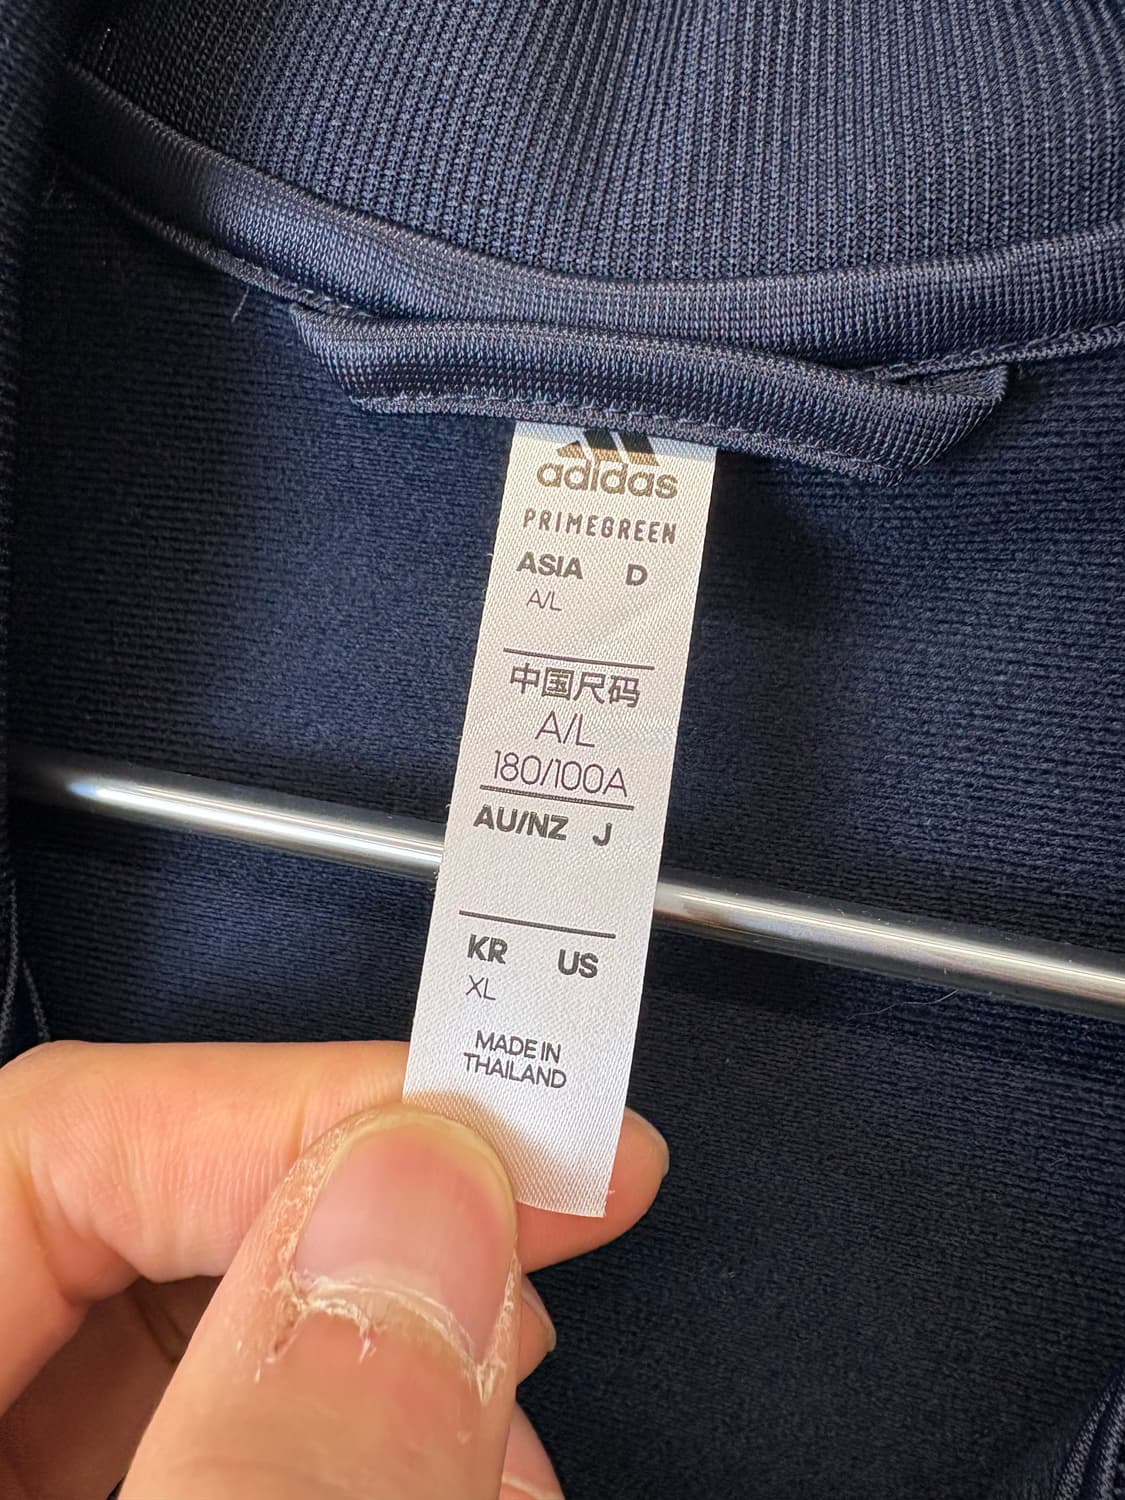 adidas
PRIMEGREEN
ASIA D
A/L
中国尺码
A/L
180/100A
AU/NZ J
KR US
XL
MADE IN
THAILAND